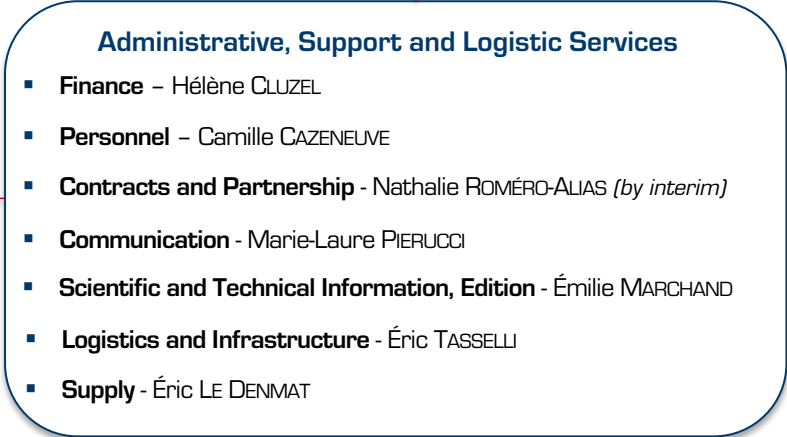 Administrative, Support and Logistic Services
▪ Finance – Hélène CLUZEL
▪ Personnel – Camille CAZENEUVE
▪ Contracts and Partnership - Nathalie ROMÉRO-ALIAS (by interim)
▪ Communication - Marie-Laure PIERUCCI
▪ Scientific and Technical Information, Edition - Émilie MARCHAND
▪ Logistics and Infrastructure - Éric TASSELLI
▪ Supply - Éric LE DENMAT